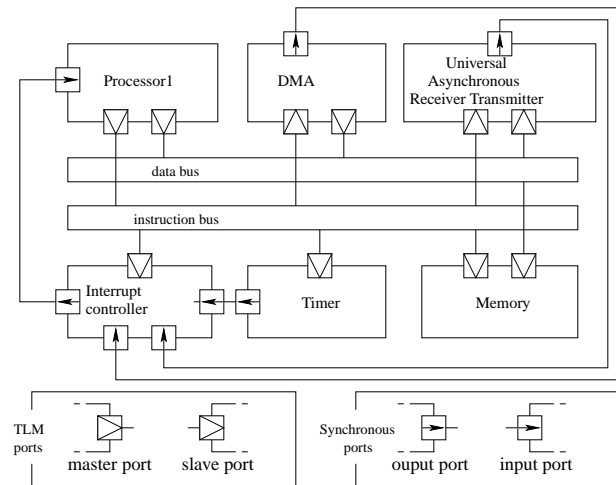 Processor1
DMA
Universal
Asynchronous
Receiver Transmitter
data bus
instruction bus
Interrupt
controller
Timer
Memory
TLM
ports
master port
slave port
Synchronous
ports
ouput port
input port